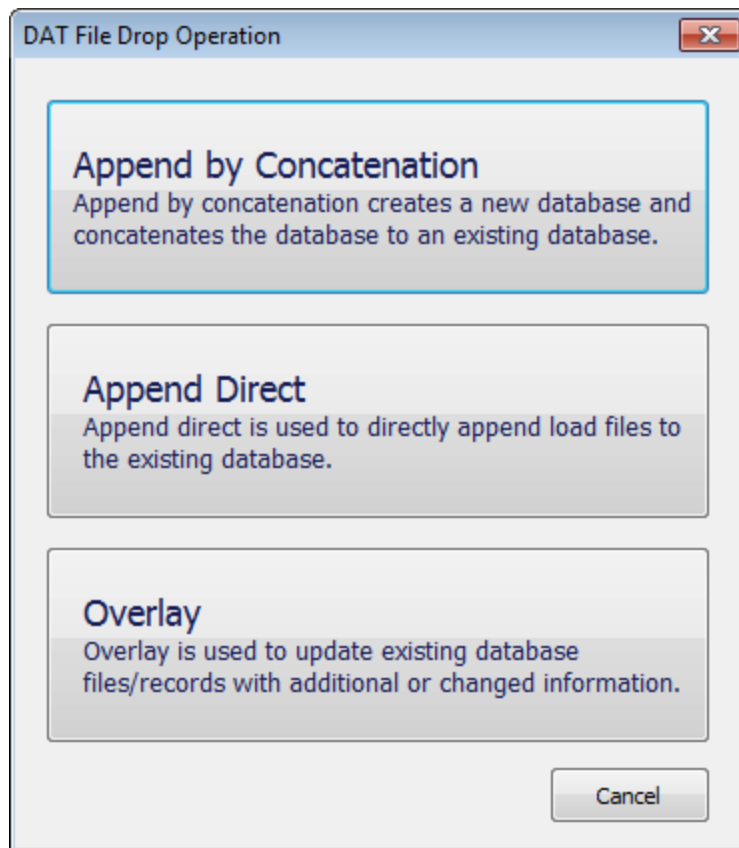 DAT File Drop Operation
Append by Concatenation
Append by concatenation creates a new database and
concatenates the database to an existing database.
Append Direct
Append direct is used to directly append load files to
the existing database.
Overlay
Overlay is used to update existing database
files/records with additional or changed information.
Cancel